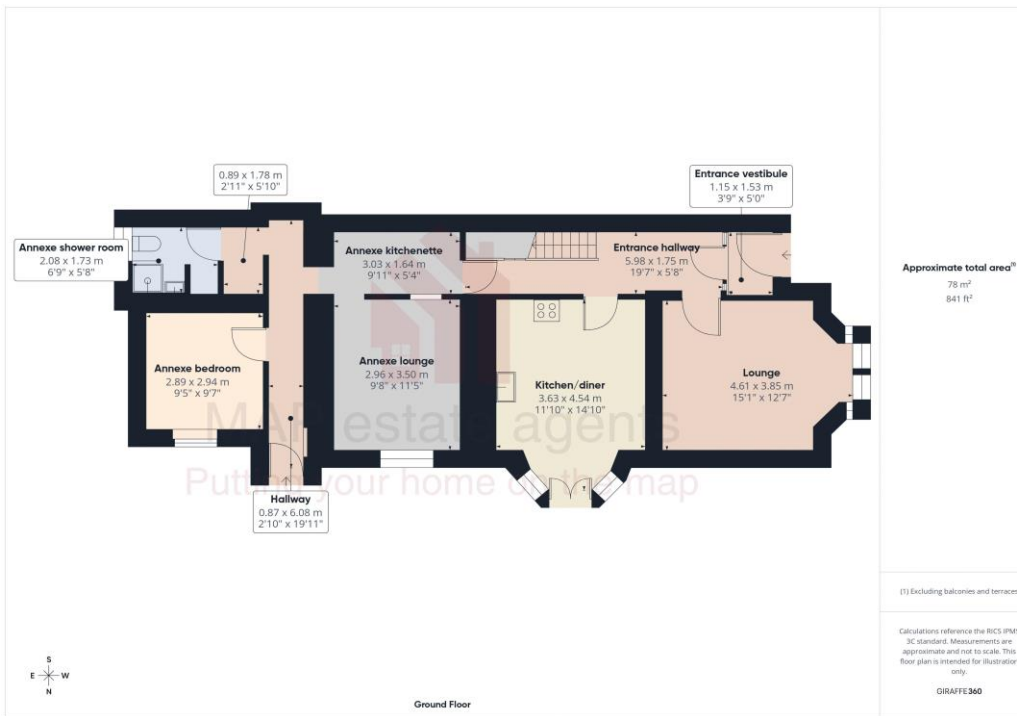 0.89 x 1.78 m
2'11" x 5'10"
Entrance vestibule
1.15 x 1.53 m
3'9" x 5'0"
Annexe shower room
2.08 x 1.73 m
6'9" x 5'8"
Annexe kitchenette
3.03 x 1.64 m
9'11" x 5'4"
Entrance hallway
5.98 x 1.75 m
19'7" x 5'8"
Approximate total area(1)
78 m²
841 ft²
Annexe bedroom
2.89 x 2.94 m
9'5" x 9'7"
Annexe lounge
2.96 x 3.50 m
9'8" x 11'5"
Kitchen/diner
3.63 x 4.54 m
11'10" x 14'10"
Lounge
4.61 x 3.85 m
15'1" x 12'7"
MAP estate agents
Putting your home on the map
Hallway
0.87 x 6.08 m
2'10" x 19'11"
(1) Excluding balconies and terraces
Calculations reference the RICS IPMS
3C standard. Measurements are
approximate and not to scale. This
floor plan is intended for illustration
only.
GIRAFFE360
S
E W
N
Ground Floor